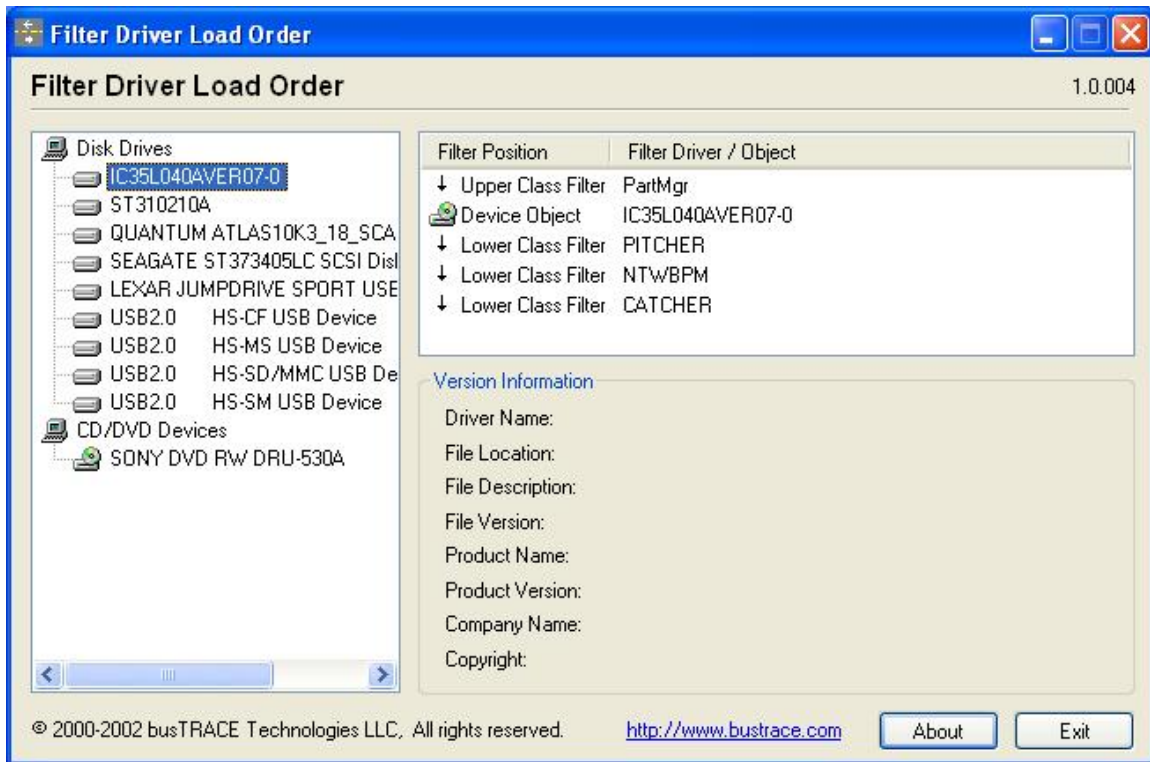 Filter Driver Load Order
Filter Driver Load Order
1.0.004
Disk Drives
IC35L040AVER07-0
ST310210A
QUANTUM ATLAS10K3_18_SCA
SEAGATE ST373405LC SCSI Disl
LEXAR JUMPDRIVE SPORT USE
USB2.0 HS-CF USB Device
USB2.0 HS-MS USB Device
USB2.0 HS-SD/MMC USB De
USB2.0 HS-SM USB Device
CD/DVD Devices
SONY DVD RW DRU-530A
Filter Position Filter Driver / Object
Upper Class Filter PartMgr
Device Object IC35L040AVER07-0
Lower Class Filter PITCHER
Lower Class Filter NTWBPM
Lower Class Filter CATCHER
Version Information
Driver Name:
File Location:
File Description:
File Version:
Product Name:
Product Version:
Company Name:
Copyright:
© 2000-2002 busTRACE Technologies LLC, All rights reserved. http://www.bustrace.com About Exit